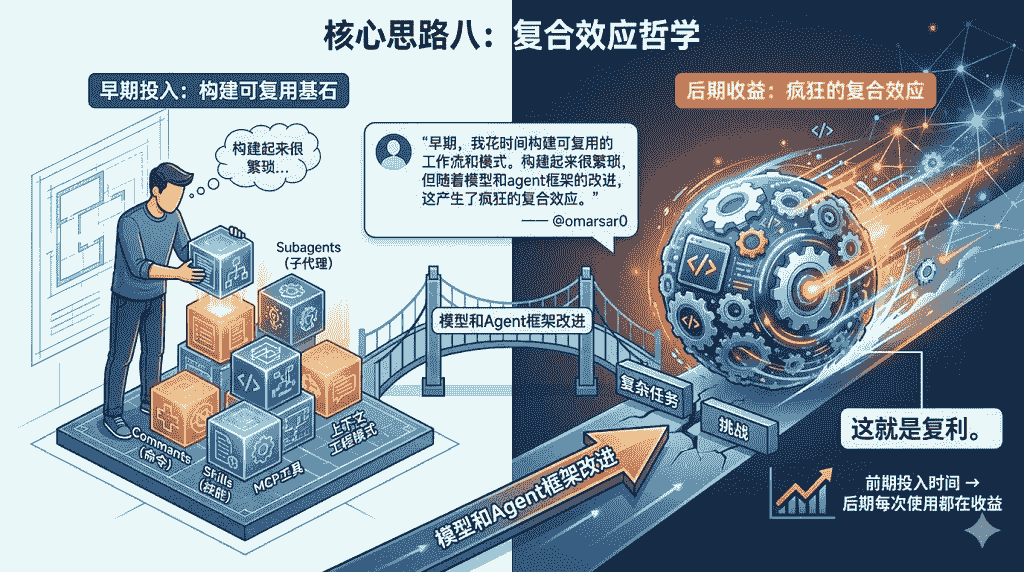 核心思路八：复合效应哲学
早期投入：构建可复用基石
后期收益：疯狂的复合效应
构建起来很
繁琐...
“早期，我花时间构建可复用的
工作流和模式。构建起来很繁琐，
但随着模型和agent框架的改进，
这产生了疯狂的复合效应。”
—— @omarsar0
</>
Subagents
（子代理）
模型和Agent框架改进
复杂任务
挑战
</>
</>
</>
Commants
（命令）
Skills
（技能）
MCP工具
上下文
工程模式
模型和Agent框架改进
这就是复利。
前期投入时间 →
后期每次使用都在收益